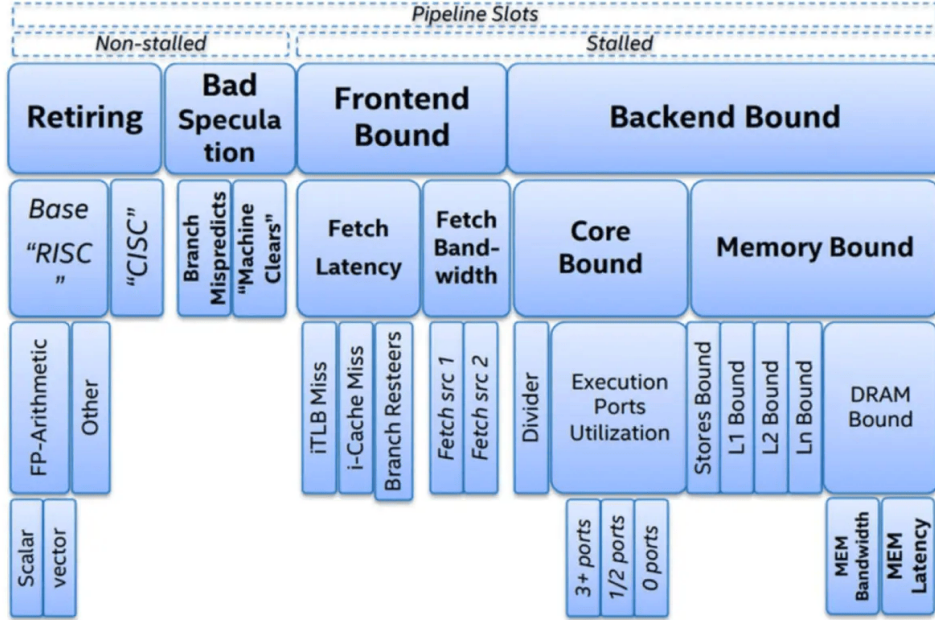 Pipeline Slots
Non-stalled
Stalled
Retiring
Bad
Specula
tion
Frontend
Bound
Backend Bound
Base
“RISC
”
“CISC”
Branch
Mispredicts
“Machine
Clears”
Fetch
Latency
Fetch
Band-
width
Core
Bound
Memory Bound
FP-Arithmetic
Other
iTLB Miss
i-Cache Miss
Branch Resteers
Fetch src 1
Fetch src 2
Divider
Execution
Ports
Utilization
Stores Bound
L1 Bound
L2 Bound
Ln Bound
DRAM
Bound
Scalar
vector
3+ ports
1/2 ports
0 ports
MEM
Bandwidth
MEM
Latency